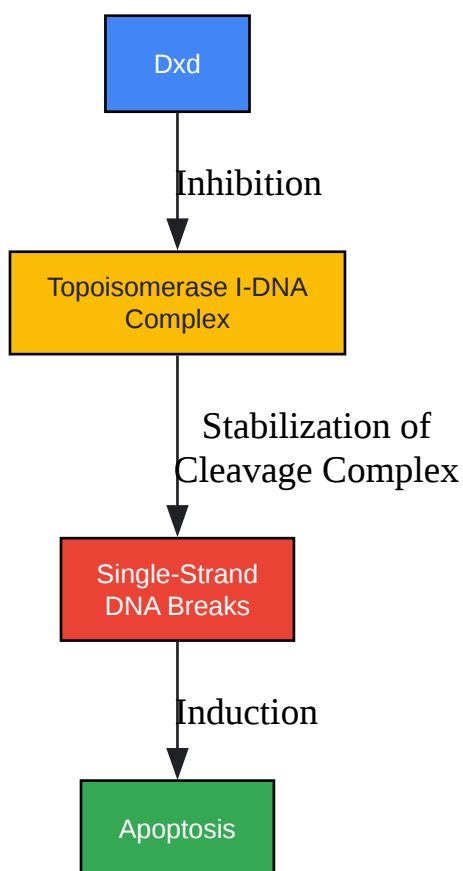 Dxd
Inhibition
Topoisomerase I-DNA
Complex
Stabilization of
Cleavage Complex
Single-Strand
DNA Breaks
Induction
Apoptosis